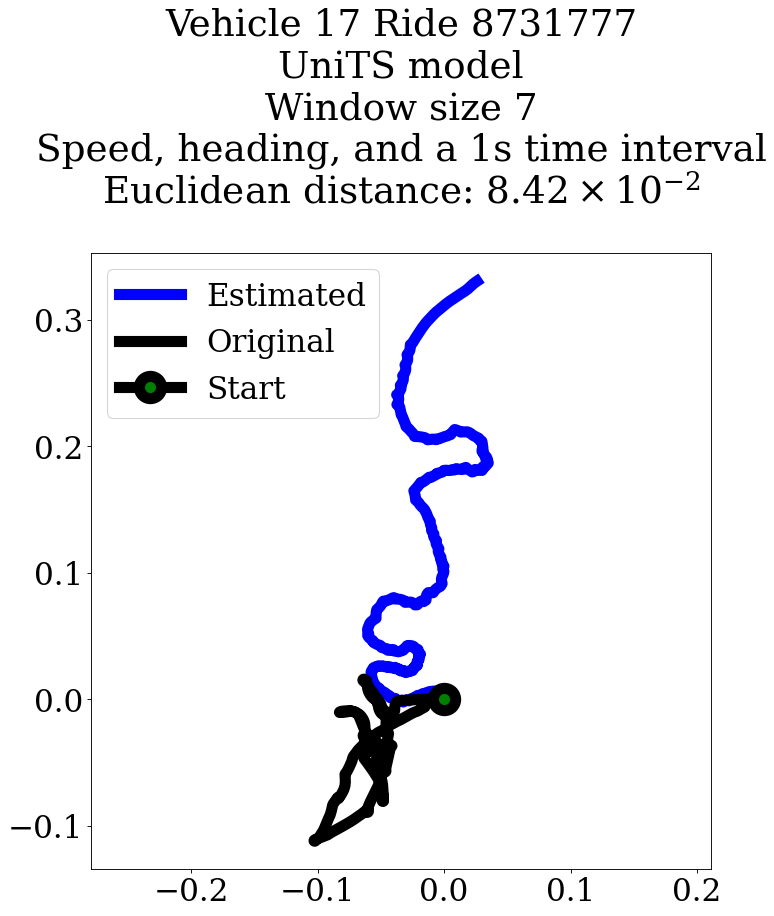 Vehicle 17 Ride 8731777
UniTS model
Window size 7
Speed, heading, and a 1s time interval
Euclidean distance: 8.42 × 10⁻²
Estimated
Original
Start
0.3
0.2
0.1
0.0
−0.1
−0.2 −0.1 0.0 0.1 0.2